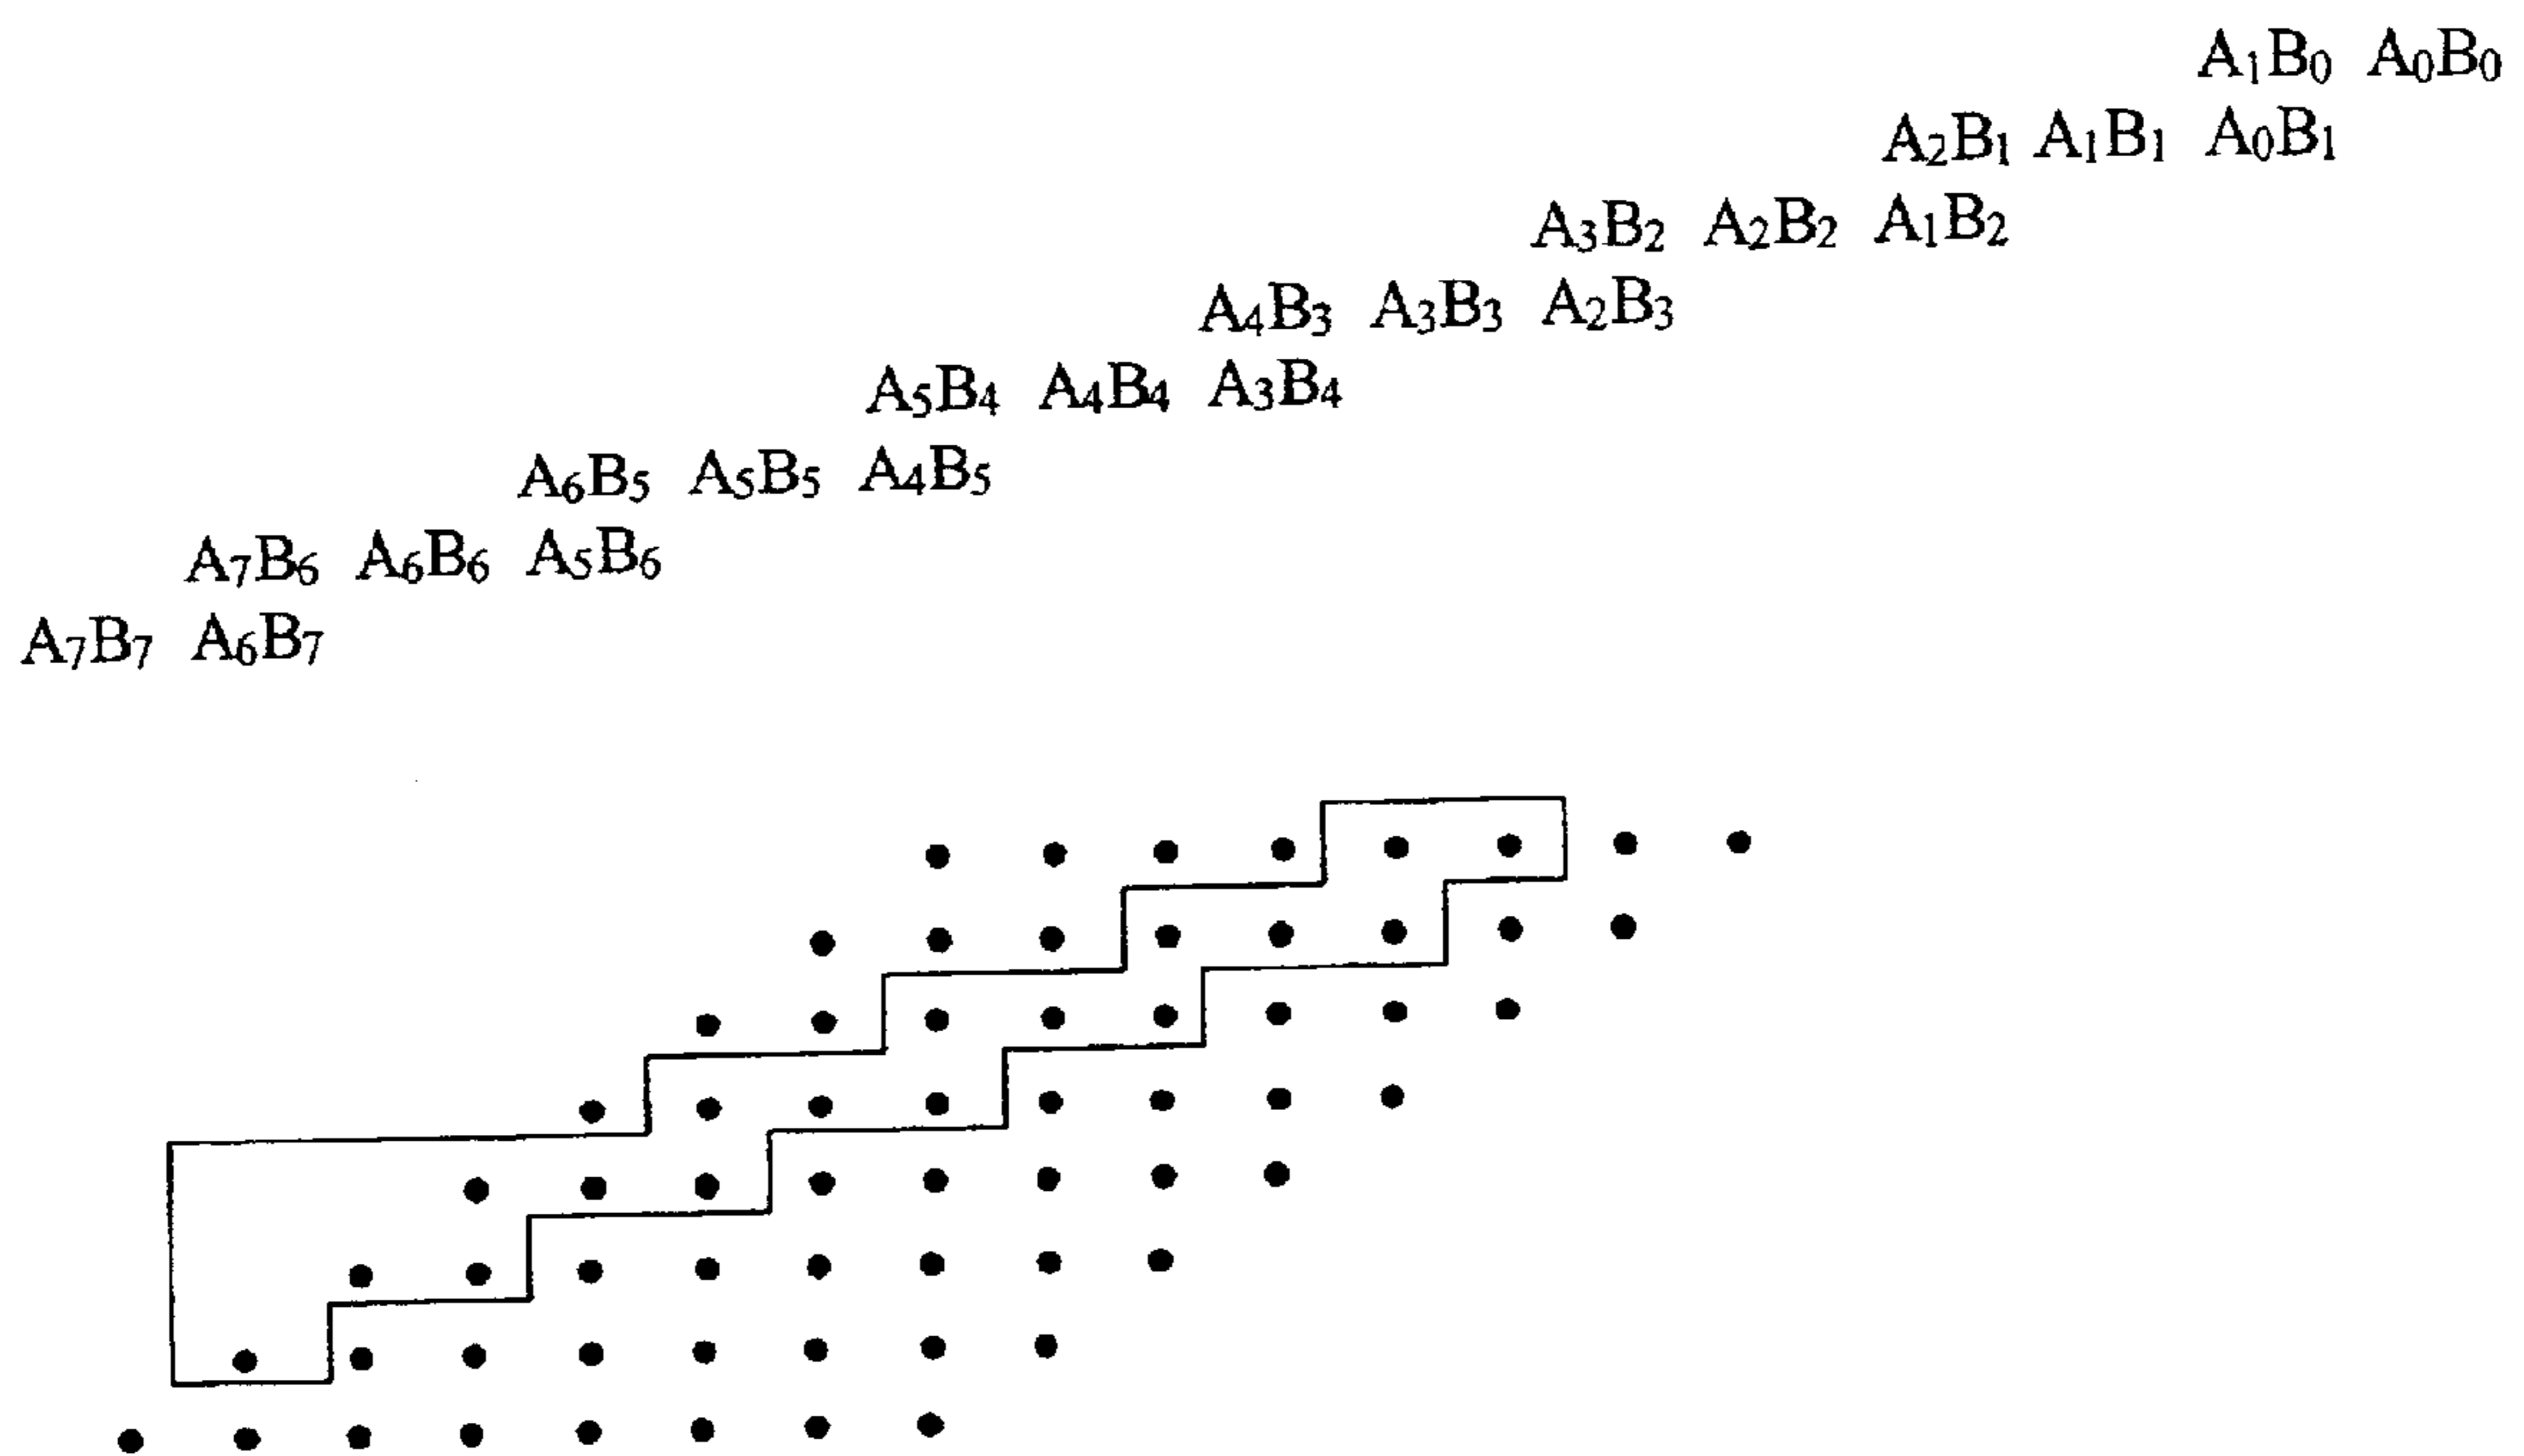 A₁B₀ A₀B₀
A₂B₁ A₁B₁ A₀B₁
A₃B₂ A₂B₂ A₁B₂
A₄B₃ A₃B₃ A₂B₃
A₅B₄ A₄B₄ A₃B₄
A₆B₅ A₅B₅ A₄B₅
A₇B₆ A₆B₆ A₅B₆
A₇B₇ A₆B₇